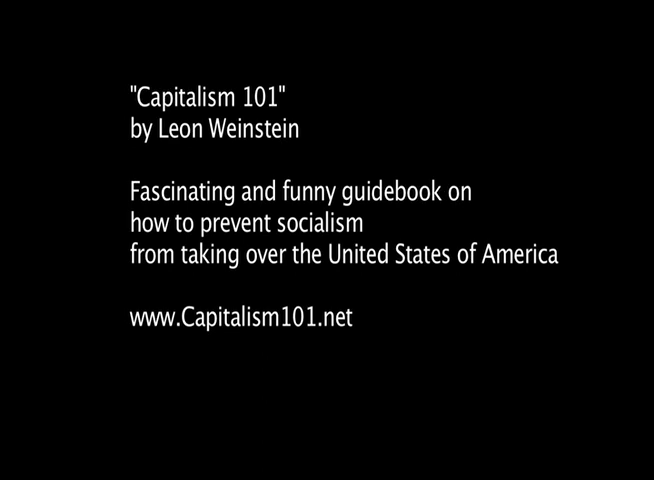 "Capitalism 101"
by Leon Weinstein
Fascinating and funny guidebook on
how to prevent socialism
from taking over the United States of America
www.Capitalism101.net